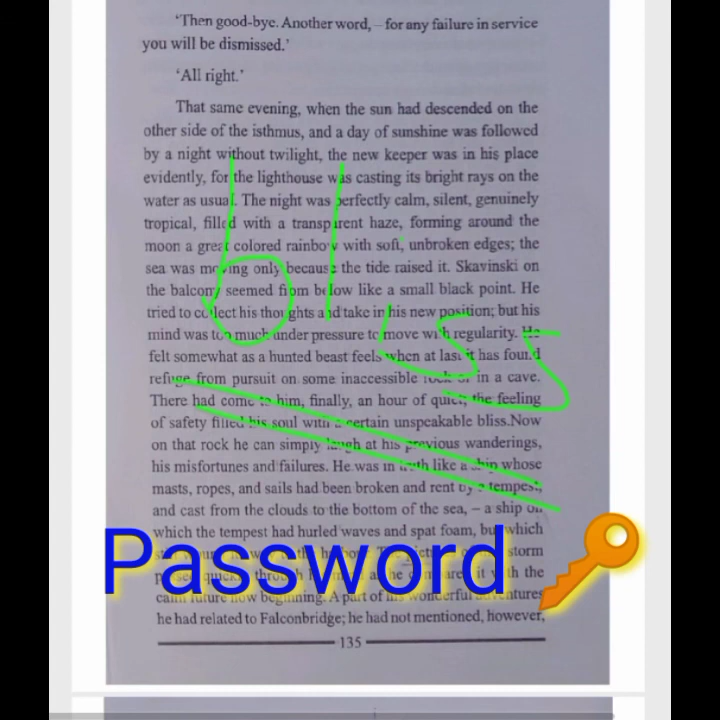 'Then good-bye. Another word, – for any failure in service
you will be dismissed.'
'All right.'
That same evening, when the sun had descended on the
other side of the isthmus, and a day of sunshine was followed
by a night without twilight, the new keeper was in his place
evidently, for the lighthouse was casting its bright rays on the
water as usual. The night was perfectly calm, silent, genuinely
tropical, filled with a transparent haze, forming around the
moon a great colored rainbow with soft, unbroken edges; the
sea was moving only because the tide raised it. Skavinski on
the balcony seemed from below like a small black point. He
tried to collect his thoughts and take in his new position; but his
mind was too much under pressure to move with regularity. He
felt somewhat as a hunted beast feels when at last it has found
refuge from pursuit on some inaccessible rock or in a cave.
There had come to him, finally, an hour of quiet; the feeling
of safety filled his soul with a certain unspeakable bliss.Now
on that rock he can simply laugh at his previous wanderings,
his misfortunes and failures. He was in truth like a ship whose
masts, ropes, and sails had been broken and rent by a tempest,
and cast from the clouds to the bottom of the sea, – a ship on
which the tempest had hurled waves and spat foam, but which
storm
quickly through it with the
calm future now beginning. A part of his wonderful adventures
he had related to Falconbridge; he had not mentioned, however,
135
bliss
Password